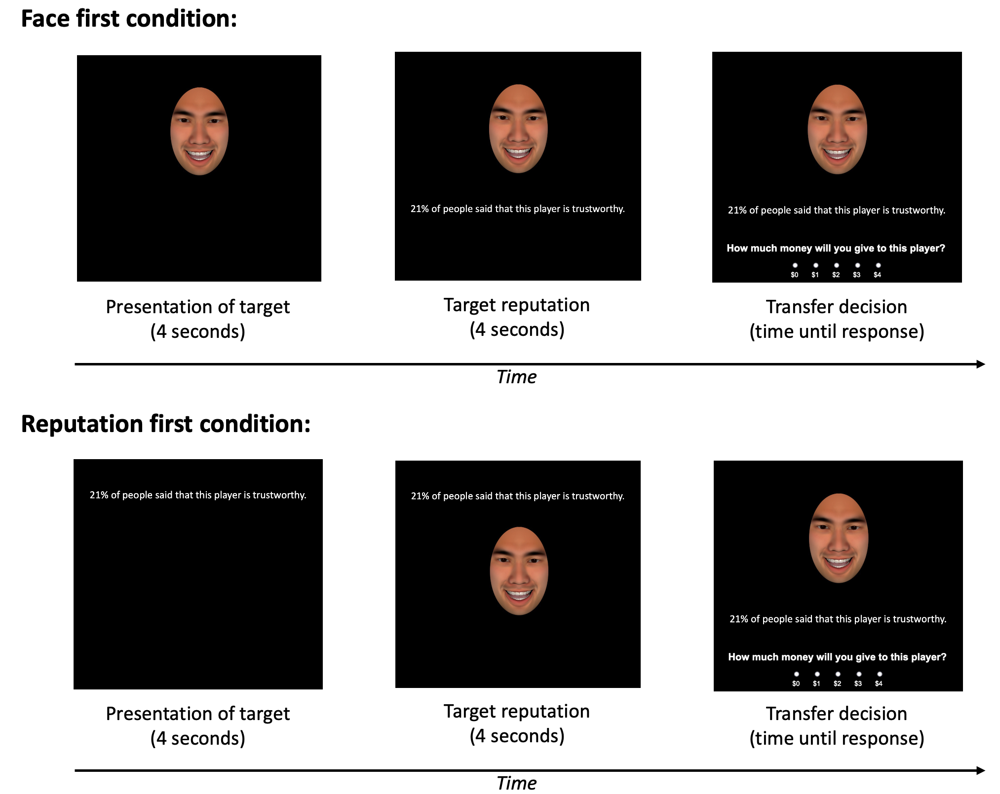 Face first condition:
21% of people said that this player is trustworthy.
21% of people said that this player is trustworthy.
How much money will you give to this player?
$0 $1 $2 $3 $4
Presentation of target
(4 seconds)
Target reputation
(4 seconds)
Transfer decision
(time until response)
Time
Reputation first condition:
21% of people said that this player is trustworthy.
21% of people said that this player is trustworthy.
21% of people said that this player is trustworthy.
How much money will you give to this player?
$0 $1 $2 $3 $4
Presentation of target
(4 seconds)
Target reputation
(4 seconds)
Transfer decision
(time until response)
Time